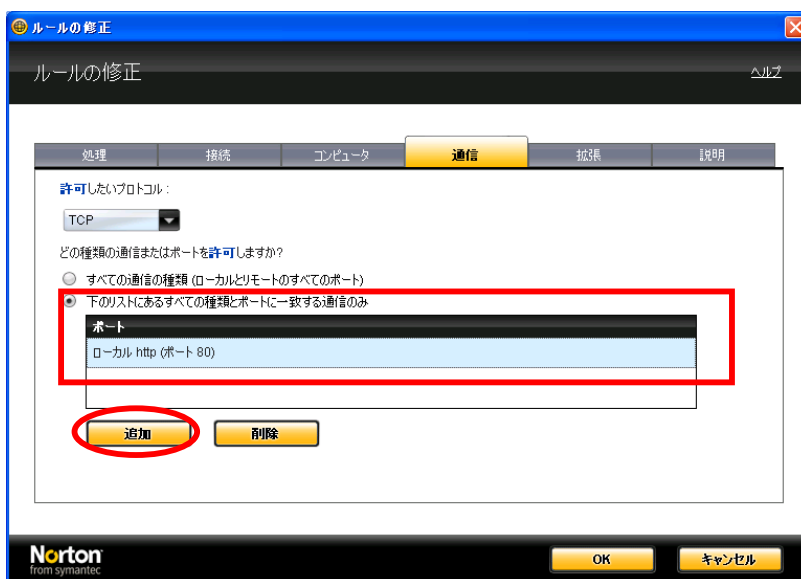 ルールの修正
ルールの修正
ヘルプ
処理 接続 コンピュータ 通信 拡張 説明
許可したいプロトコル :
TCP
どの種類の通信またはポートを許可しますか?
すべての通信の種類 (ローカルとリモートのすべてのポート)
下のリストにあるすべての種類とポートに一致する通信のみ
ポート
ローカル http (ポート 80)
追加 削除
Norton
from symantec
OK キャンセル